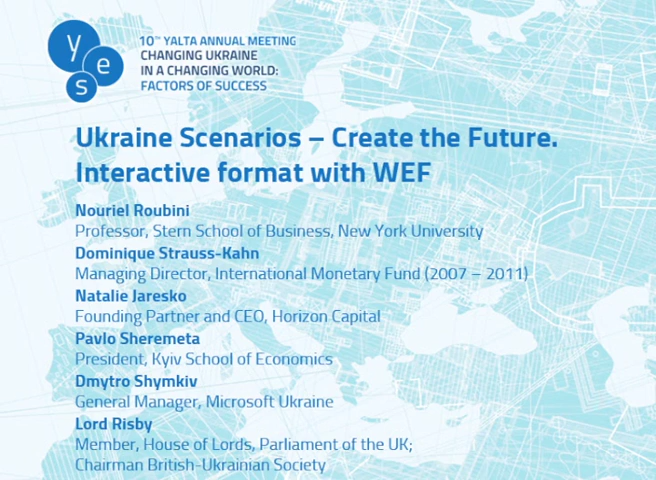 yes
10TH YALTA ANNUAL MEETING
CHANGING UKRAINE
IN A CHANGING WORLD:
FACTORS OF SUCCESS
Ukraine Scenarios – Create the Future.
Interactive format with WEF
Nouriel Roubini
Professor, Stern School of Business, New York University
Dominique Strauss-Kahn
Managing Director, International Monetary Fund (2007 – 2011)
Natalie Jaresko
Founding Partner and CEO, Horizon Capital
Pavlo Sheremeta
President, Kyiv School of Economics
Dmytro Shymkiv
General Manager, Microsoft Ukraine
Lord Risby
Member, House of Lords, Parliament of the UK;
Chairman British-Ukrainian Society